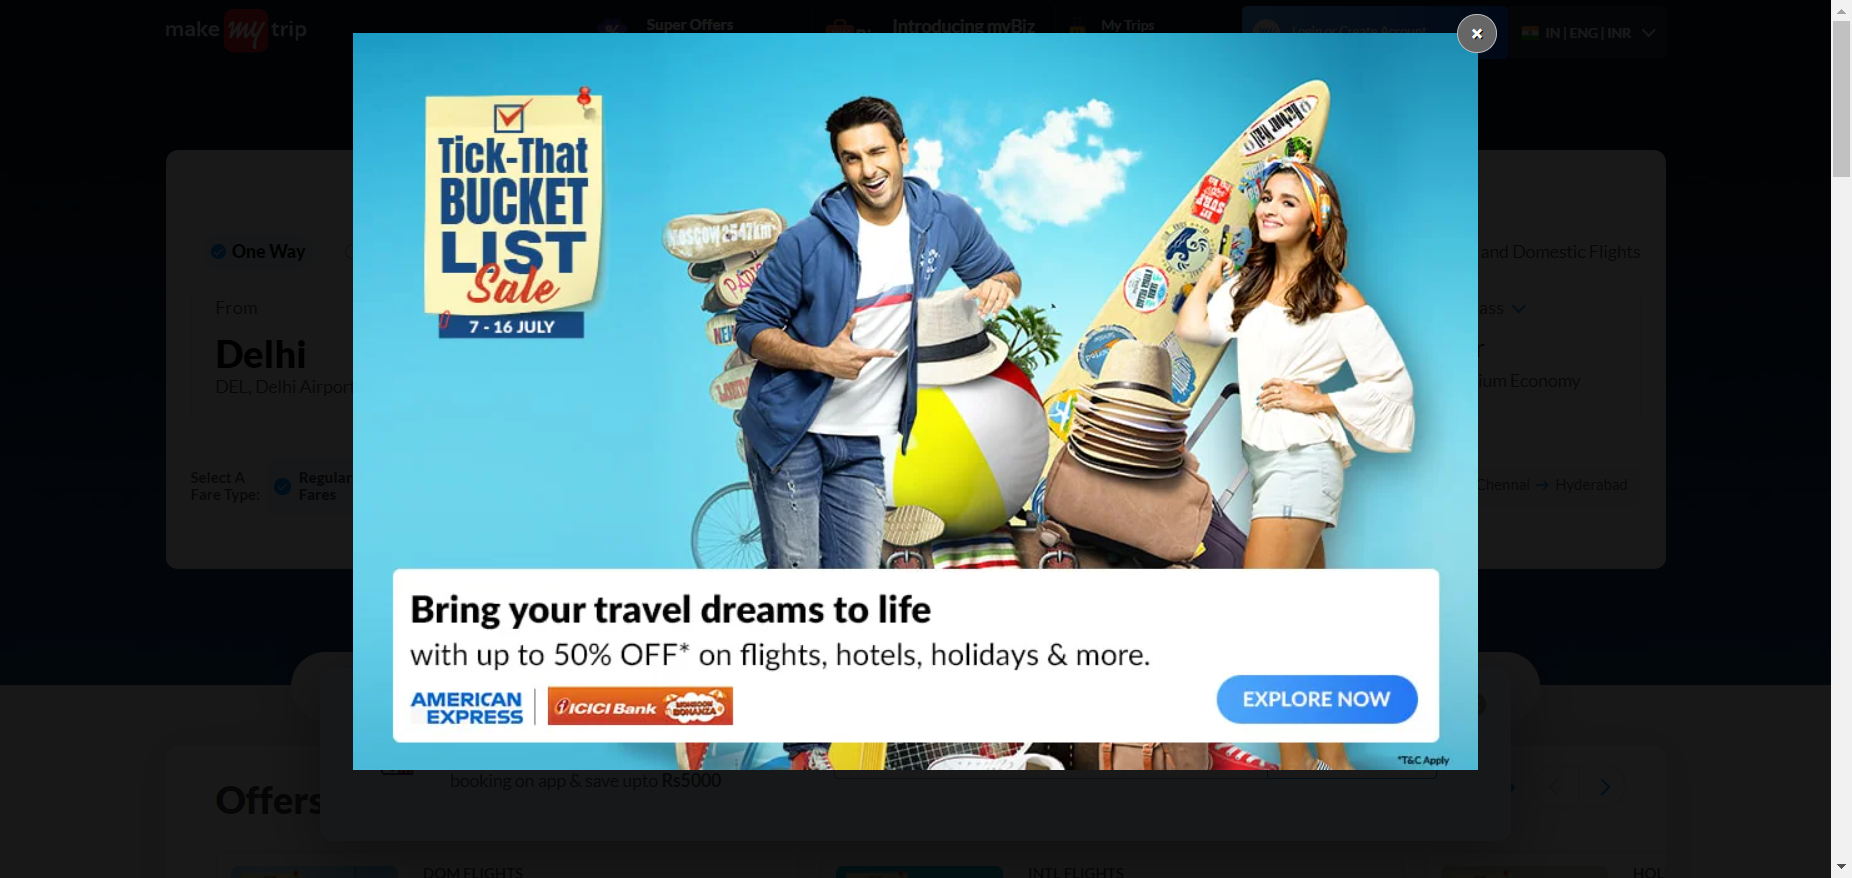 make my trip
Super Offers
Introducing myBiz
My Trips
Login or Create Account
IN | ENG | INR
Tick-That
BUCKET
LIST
Sale
7 - 16 JULY
MOSCOW 2547km
PARIS
NEW
One Way
and Domestic Flights
From
Delhi
DEL, Delhi Airport
ium Economy
Select A
Fare Type:
Regular
Fares
Chennai → Hyderabad
Bring your travel dreams to life
with up to 50% OFF* on flights, hotels, holidays & more.
AMERICAN
EXPRESS
ICICI Bank
MONSOON
BONANZA
EXPLORE NOW
*T&C Apply
booking on app & save upto Rs5000
Offers
DOM FLIGHTS
INTL FLIGHTS
HOL